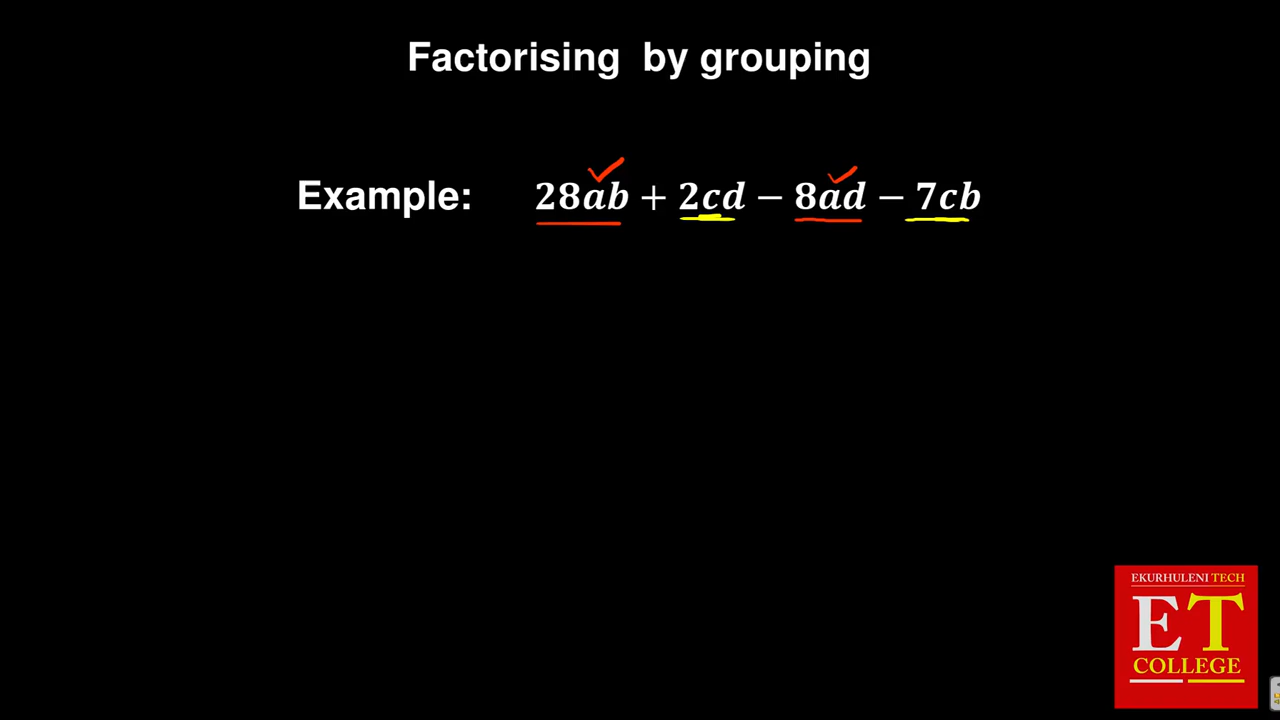 Factorising by grouping
Example: 28ab + 2cd − 8ad − 7cb
EKURHULENI TECH
ET
COLLEGE